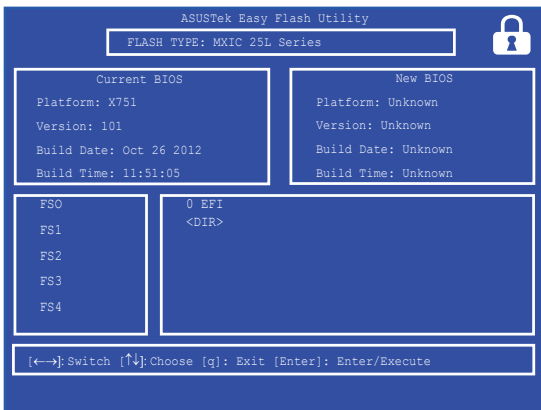 ASUSTek Easy Flash Utility
FLASH TYPE: MXIC 25L Series
Current BIOS
Platform: X751
Version: 101
Build Date: Oct 26 2012
Build Time: 11:51:05
New BIOS
Platform: Unknown
Version: Unknown
Build Date: Unknown
Build Time: Unknown
FSO
FS1
FS2
FS3
FS4
0 EFI
<DIR>
[←→]: Switch [↑↓]: Choose [q]: Exit [Enter]: Enter/Execute